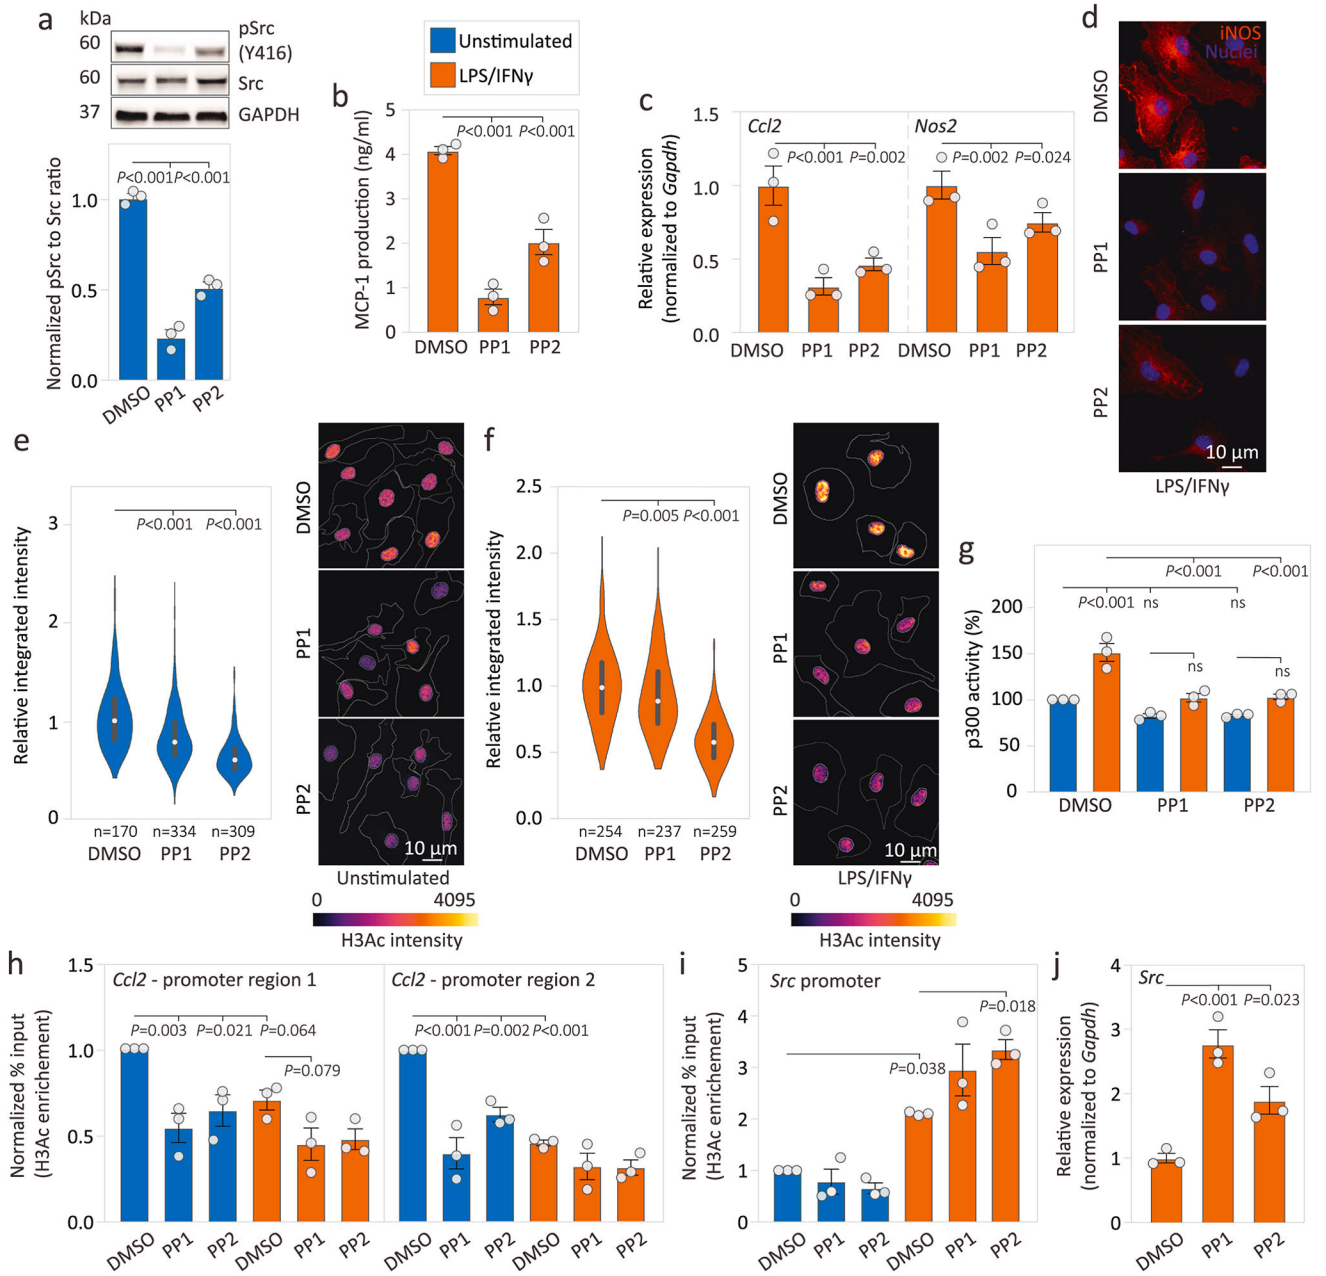 a
kDa
60
pSrc
(Y416)
60
Src
37
GAPDH
Normalized pSrc to Src ratio
P<0.001 P<0.001
1.0
0.5
0.0
DMSO PP1 PP2
Unstimulated
LPS/IFNγ
b
MCP-1 production (ng/ml)
5
4
3
2
1
0
P<0.001 P<0.001
DMSO PP1 PP2
c
Relative expression
(normalized to Gapdh)
1.5
1.0
0.5
0.0
Ccl2
P<0.001 P=0.002
Nos2
P=0.002 P=0.024
DMSO PP1 PP2 DMSO PP1 PP2
d
iNOS
Nuclei
DMSO
PP1
PP2
10 μm
LPS/IFNγ
e
Relative integrated intensity
3
1
0
P<0.001 P<0.001
n=170 n=334 n=309
DMSO PP1 PP2
DMSO
PP1
PP2
10 μm
Unstimulated
0 4095
H3Ac intensity
f
Relative integrated intensity
2.5
2.0
1.5
1.0
0.5
0.0
P=0.005 P<0.001
n=254 n=237 n=259
DMSO PP1 PP2
DMSO
PP1
PP2
10 μm
LPS/IFNγ
0 4095
H3Ac intensity
g
p300 activity (%)
200
150
100
50
0
P<0.001 P<0.001
P<0.001 ns ns
ns ns
DMSO PP1 PP2
h
Normalized % input
(H3Ac enrichement)
1.5
1.0
0.5
0.0
Ccl2 - promoter region 1
P=0.003 P=0.021 P=0.064
P=0.079
Ccl2 - promoter region 2
P<0.001 P=0.002 P<0.001
DMSO PP1 PP2 DMSO PP1 PP2 DMSO PP1 PP2 DMSO PP1 PP2
i
Normalized % input
(H3Ac enrichement)
5
4
3
2
1
0
Src promoter
P=0.018
P=0.038
DMSO PP1 PP2 DMSO PP1 PP2
j
Relative expression
(normalized to Gapdh)
4
3
2
1
0
Src
P<0.001 P=0.023
DMSO PP1 PP2